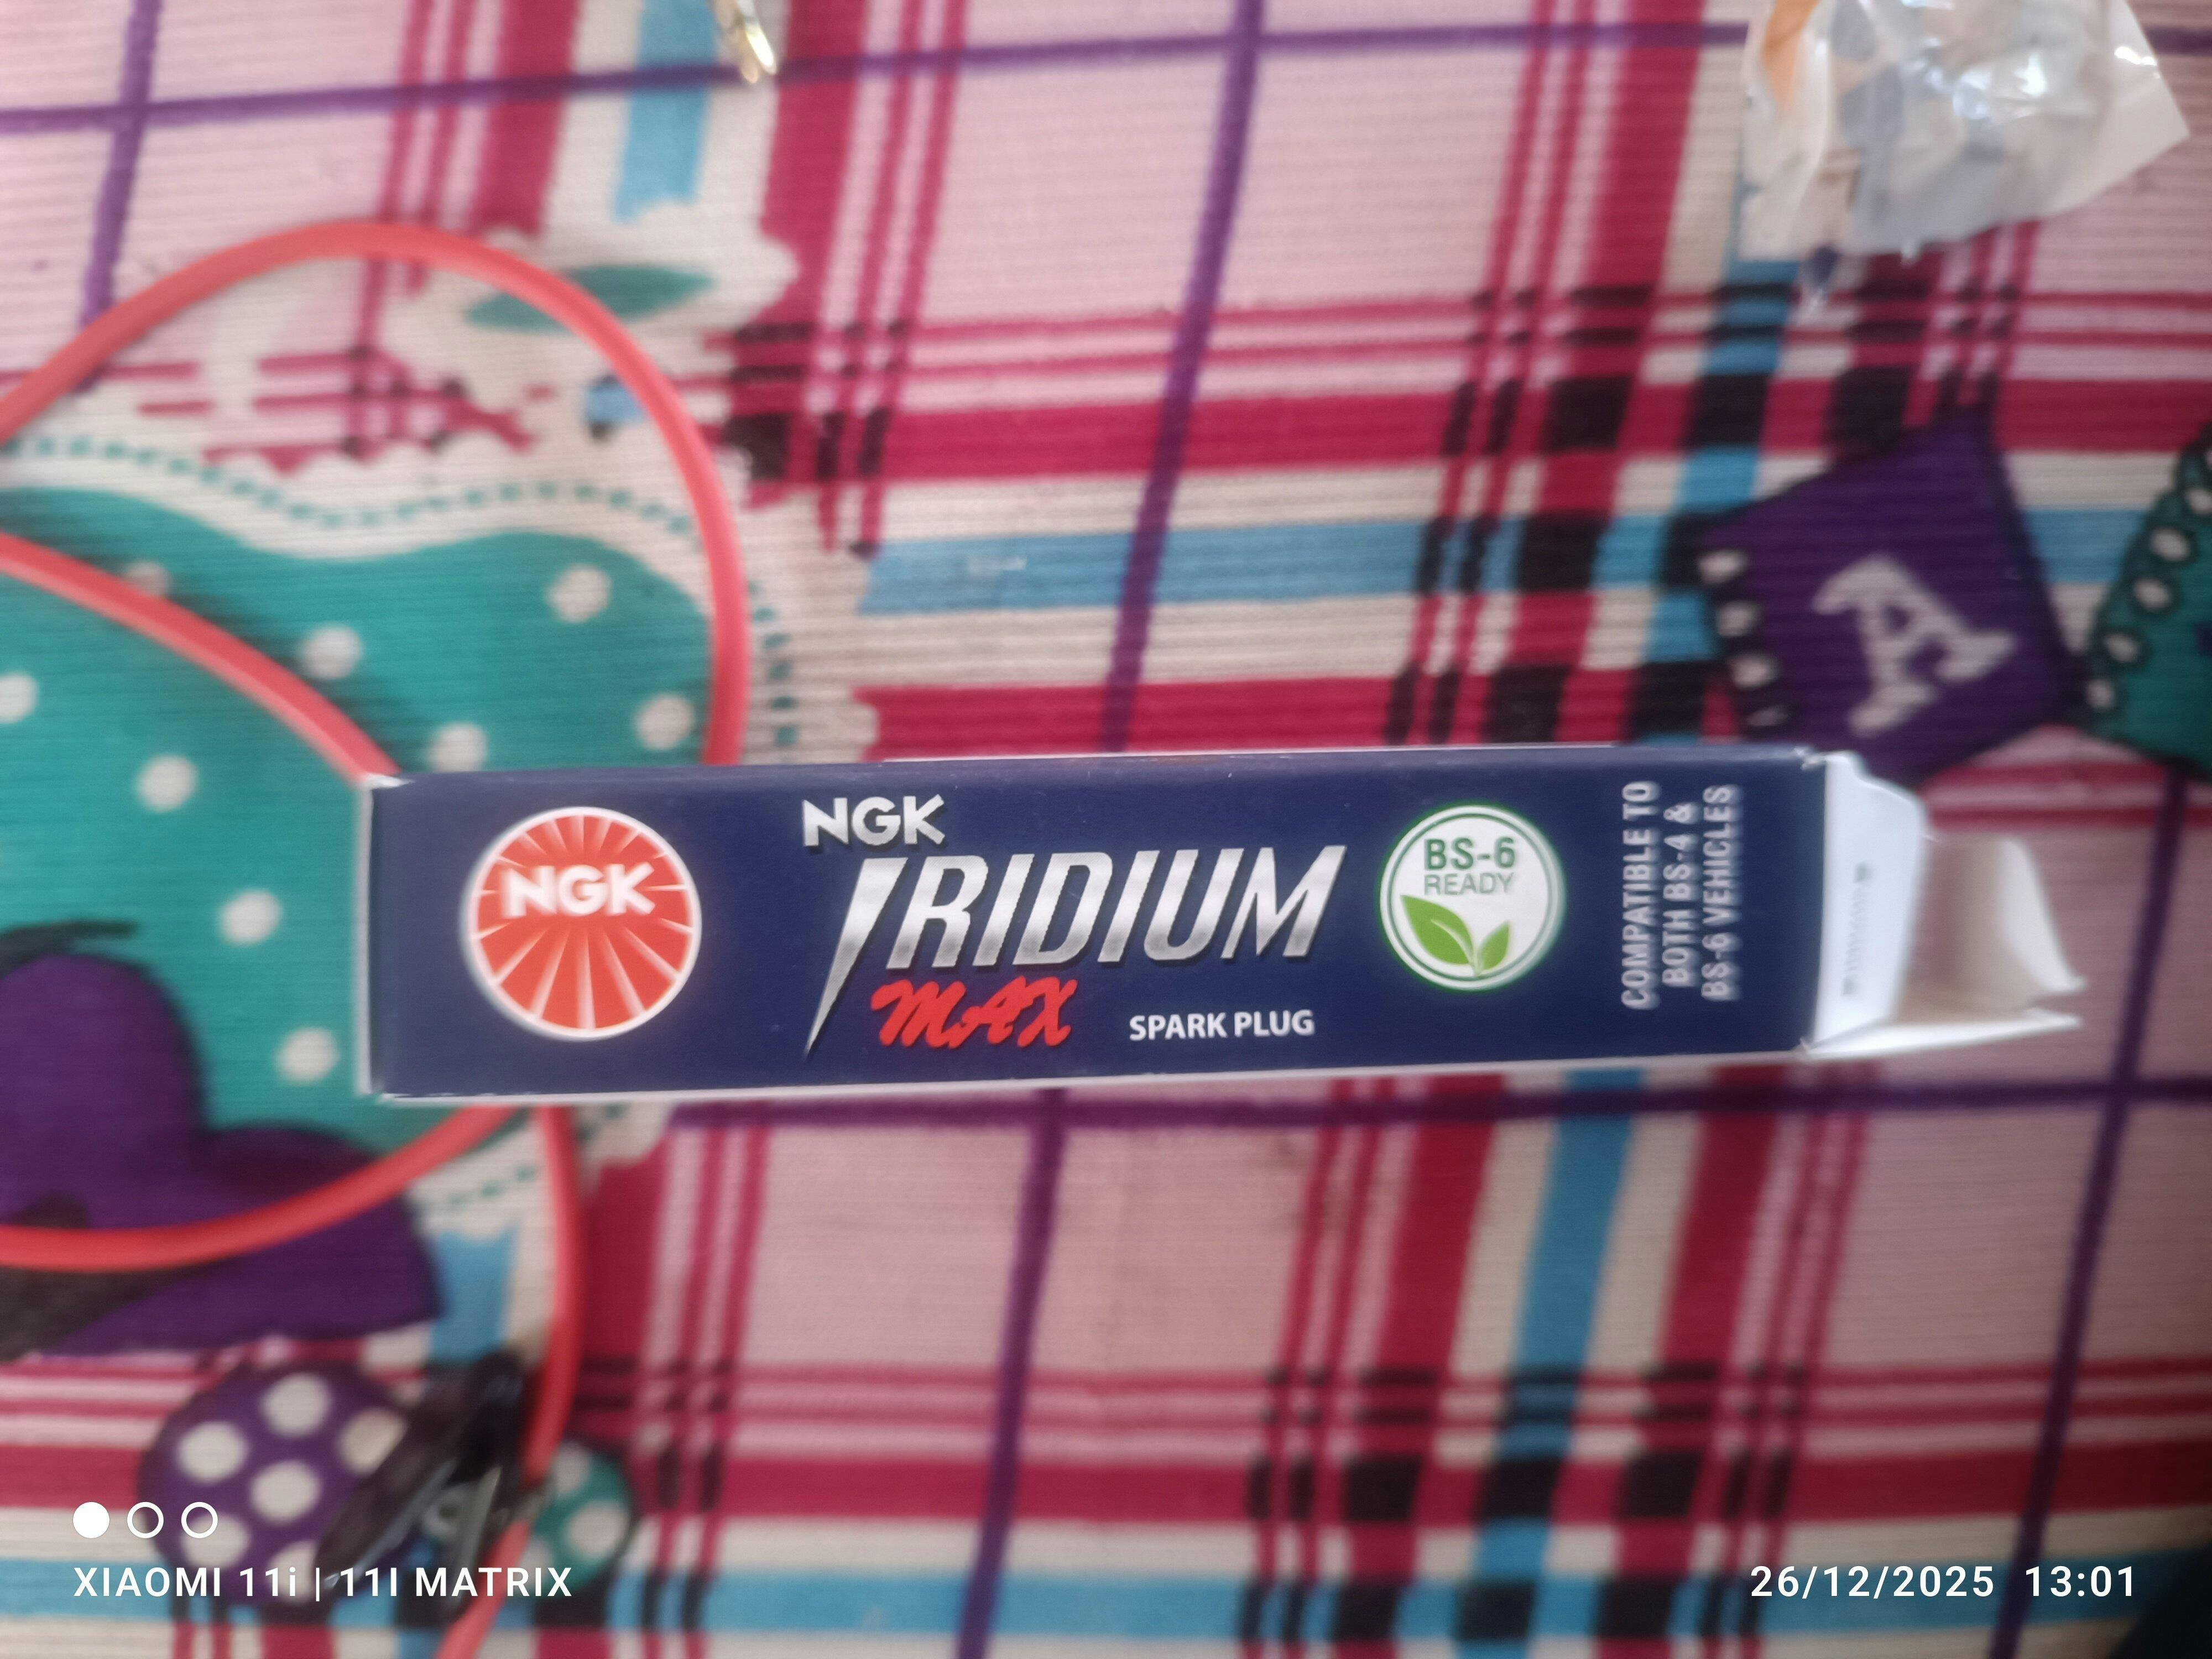 A
NGK
NGK
IRIDIUM
MAX
SPARK PLUG
BS-6
READY
COMPATIBLE TO
BOTH BS-4 &
BS-6 VEHICLES
XIAOMI 11i | 11I MATRIX
26/12/2025 13:01